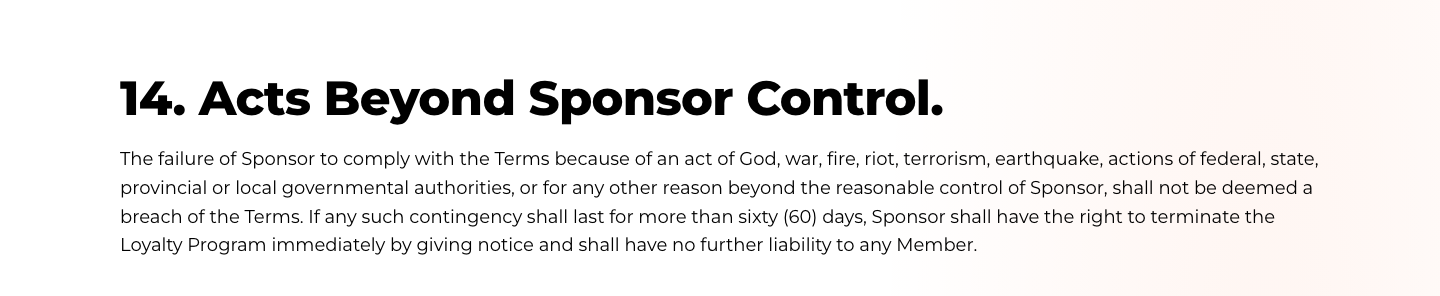 14. Acts Beyond Sponsor Control.
The failure of Sponsor to comply with the Terms because of an act of God, war, fire, riot, terrorism, earthquake, actions of federal, state,
provincial or local governmental authorities, or for any other reason beyond the reasonable control of Sponsor, shall not be deemed a
breach of the Terms. If any such contingency shall last for more than sixty (60) days, Sponsor shall have the right to terminate the
Loyalty Program immediately by giving notice and shall have no further liability to any Member.